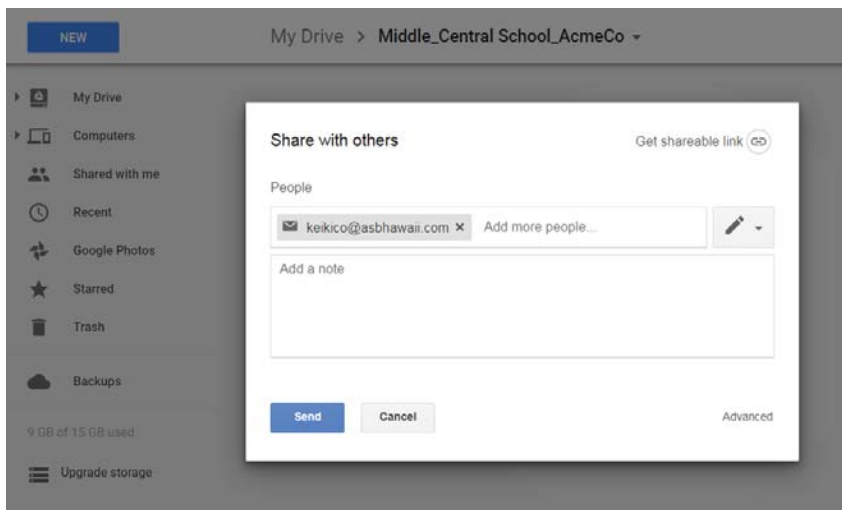 NEW
My Drive > Middle_Central School_AcmeCo
My Drive
Computers
Shared with me
Recent
Google Photos
Starred
Trash
Backups
9 GB of 15 GB used
Upgrade storage
Share with others
Get shareable link
People
keikico@asbhawaii.com × Add more people...
Add a note
Send
Cancel
Advanced